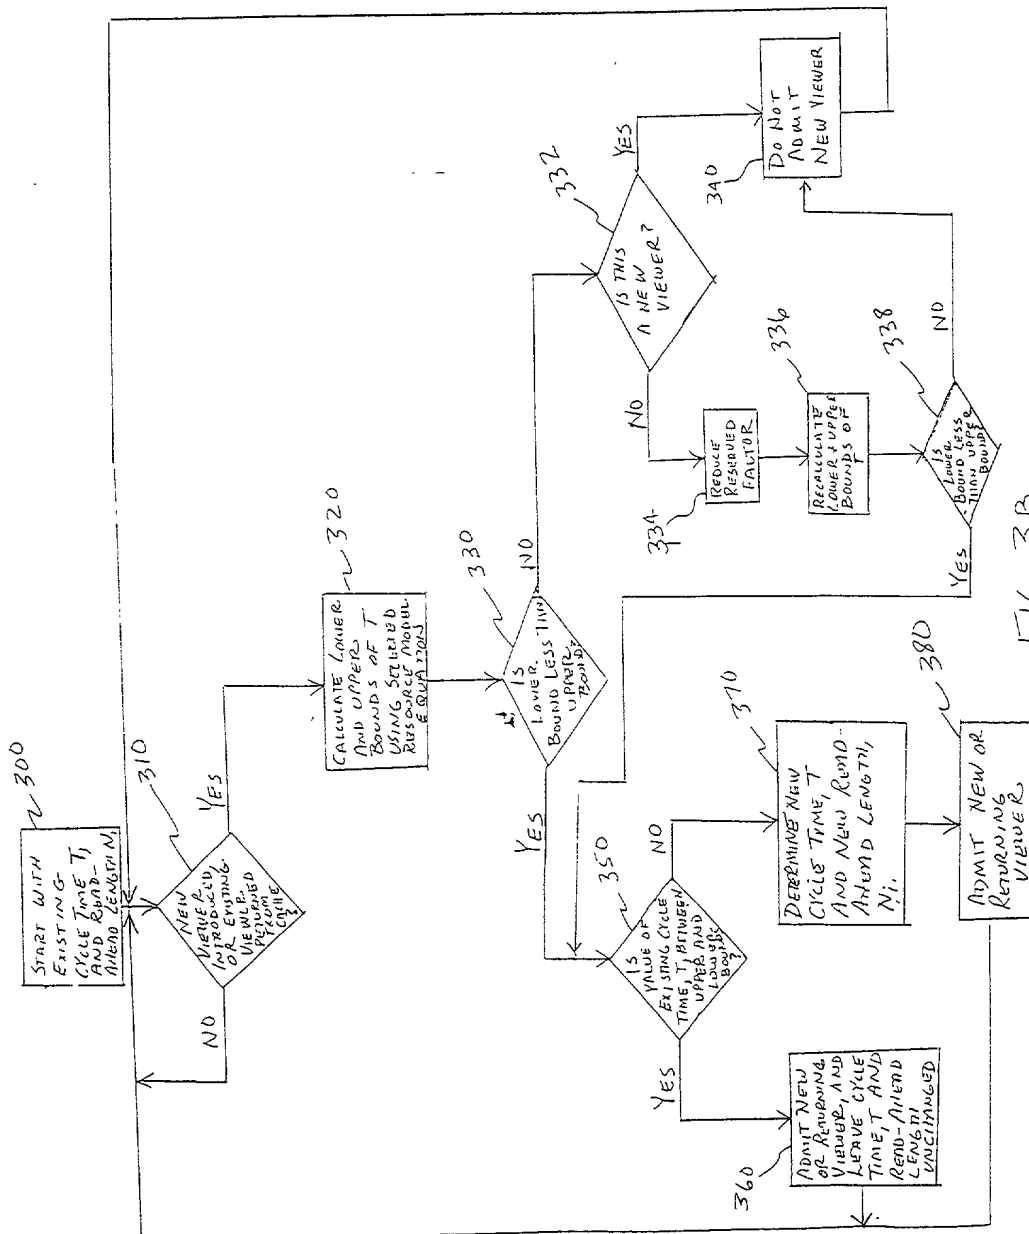 300
START WITH
EXISTING
CYCLE TIME T,
AND READ-
AHEAD LENGTH N,
310
NEW
VIEWER
INTRODUCED,
OR EXISTING
VIEWER
RETURNED
FROM
CACHE
NO
YES
320
CALCULATE LOWER
AND UPPER
BOUNDS OF T
USING SELECTED
RESOURCE MODEL
EQUATION
330
IS
LOWER
BOUND LESS THAN
UPPER
BOUND?
YES
NO
332
IS THIS
A NEW
VIEWER?
YES
NO
340
DO NOT
ADMIT
NEW VIEWER
334
REDUCE
RESERVED
FACTOR
336
RECALCULATE
LOWER + UPPER
BOUNDS OF
T
338
IS
LOWER
BOUND LESS
THAN UPPER
BOUND?
NO
YES
350
IS
VALUE OF
EXISTING CYCLE
TIME, T, BETWEEN
UPPER AND
LOWER
BOUNDS
?
YES
NO
360
ADMIT NEW
OR RETURNING
VIEWER, AND
LEAVE CYCLE
TIME, T AND
READ-AHEAD
LENGTH
UNCHANGED
370
DETERMINE NEW
CYCLE TIME, T
AND NEW READ-
AHEAD LENGTH,
Ni.
380
ADMIT NEW OR
RETURNING
VIEWER
3B